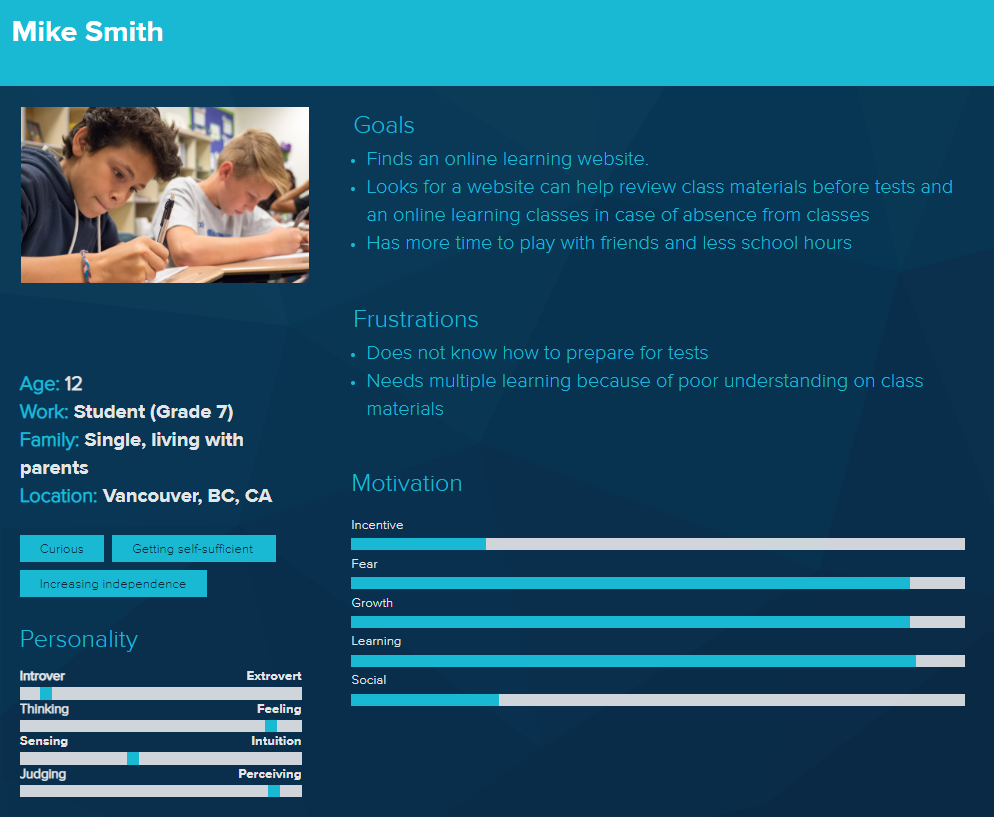 Mike Smith
Goals
• Finds an online learning website.
• Looks for a website can help review class materials before tests and
an online learning classes in case of absence from classes
• Has more time to play with friends and less school hours
Frustrations
• Does not know how to prepare for tests
• Needs multiple learning because of poor understanding on class
materials
Age: 12
Work: Student (Grade 7)
Family: Single, living with
parents
Location: Vancouver, BC, CA
Curious
Getting self-sufficient
Increasing independence
Personality
Introver Extrovert
Thinking Feeling
Sensing Intuition
Judging Perceiving
Motivation
Incentive
Fear
Growth
Learning
Social